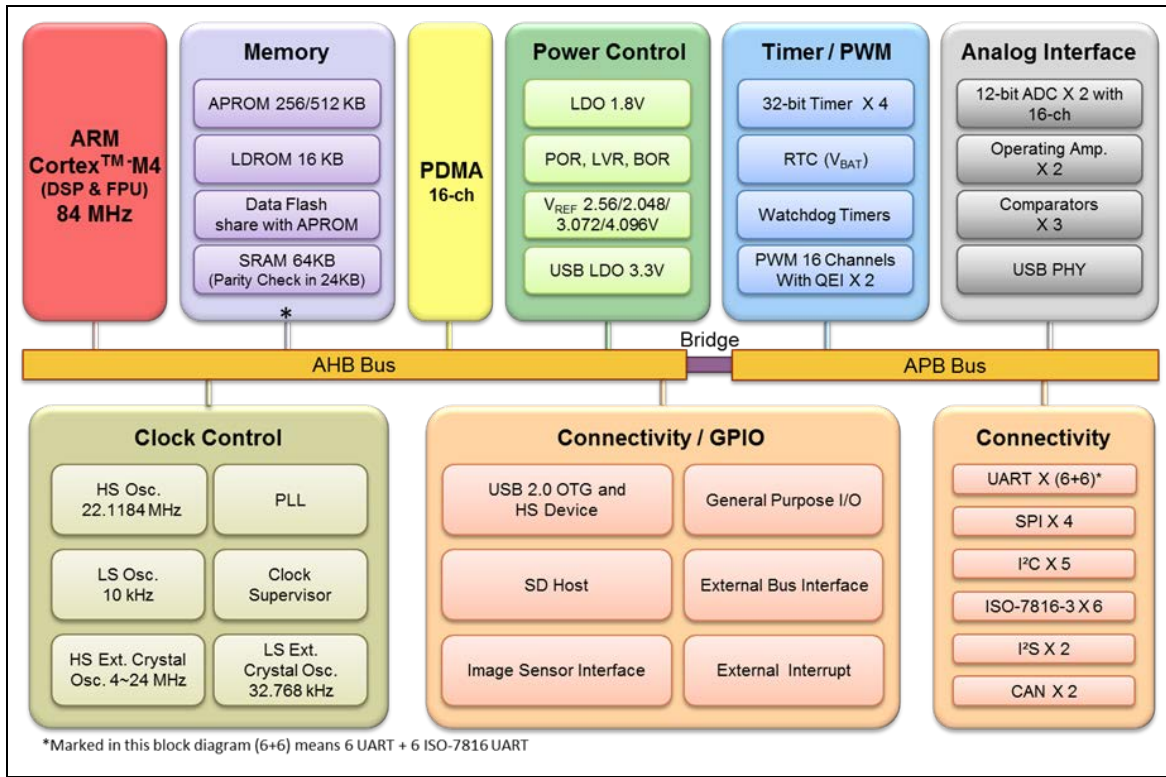 ARM
Cortex™-M4
(DSP & FPU)
84 MHz
Memory
APROM 256/512 KB
LDROM 16 KB
Data Flash
share with APROM
SRAM 64KB
(Parity Check in 24KB)
*
PDMA
16-ch
Power Control
LDO 1.8V
POR, LVR, BOR
VREF 2.56/2.048/
3.072/4.096V
USB LDO 3.3V
Timer / PWM
32-bit Timer X 4
RTC (VBAT)
Watchdog Timers
PWM 16 Channels
With QEI X 2
Analog Interface
12-bit ADC X 2 with
16-ch
Operating Amp.
X 2
Comparators
X 3
USB PHY
AHB Bus
Bridge
APB Bus
Clock Control
HS Osc.
22.1184 MHz
PLL
LS Osc.
10 kHz
Clock
Supervisor
HS Ext. Crystal
Osc. 4~24 MHz
LS Ext.
Crystal Osc.
32.768 kHz
Connectivity / GPIO
USB 2.0 OTG and
HS Device
General Purpose I/O
SD Host
External Bus Interface
Image Sensor Interface
External Interrupt
Connectivity
UART X (6+6)*
SPI X 4
I²C X 5
ISO-7816-3 X 6
I²S X 2
CAN X 2
*Marked in this block diagram (6+6) means 6 UART + 6 ISO-7816 UART